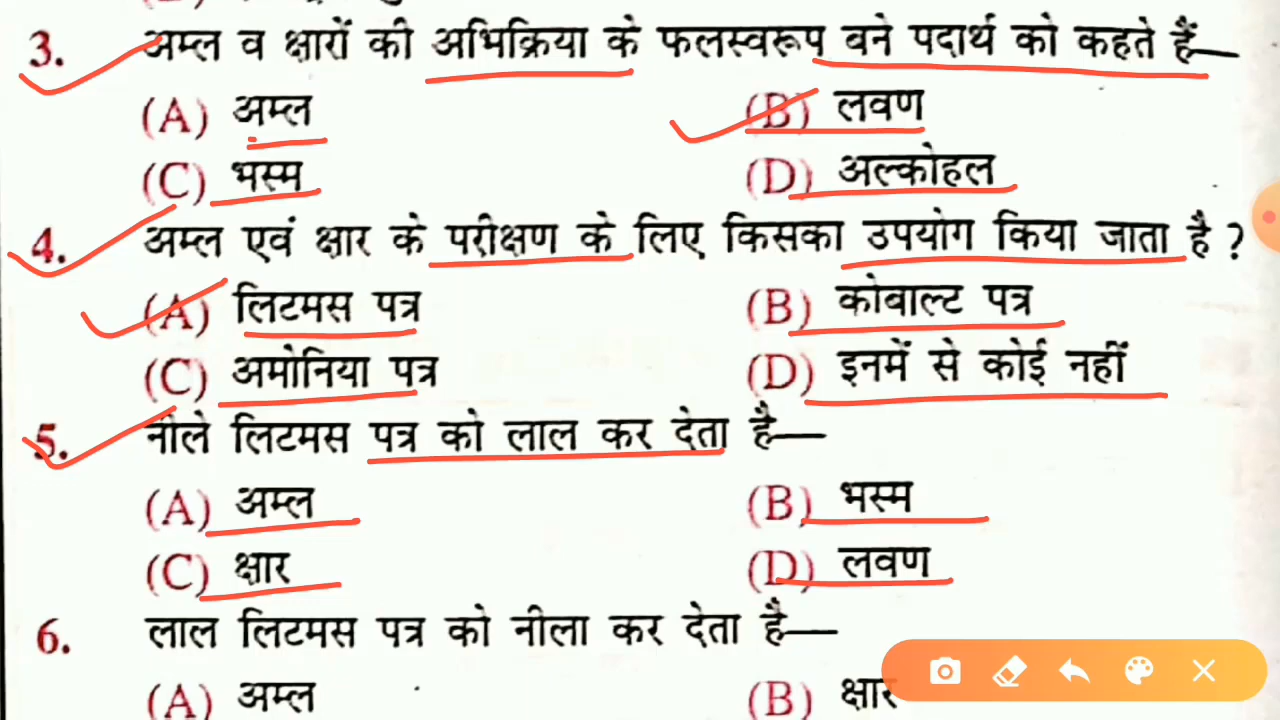 3. अम्ल व क्षारों की अभिक्रिया के फलस्वरूप बने पदार्थ को कहते हैं—
(A) अम्ल (B) लवण
(C) भस्म (D) अल्कोहल
4. अम्ल एवं क्षार के परीक्षण के लिए किसका उपयोग किया जाता है ?
(A) लिटमस पत्र (B) कोबाल्ट पत्र
(C) अमोनिया पत्र (D) इनमें से कोई नहीं
5. नीले लिटमस पत्र को लाल कर देता है—
(A) अम्ल (B) भस्म
(C) क्षार (D) लवण
6. लाल लिटमस पत्र को नीला कर देता है—
(A) अम्ल (B) क्षार